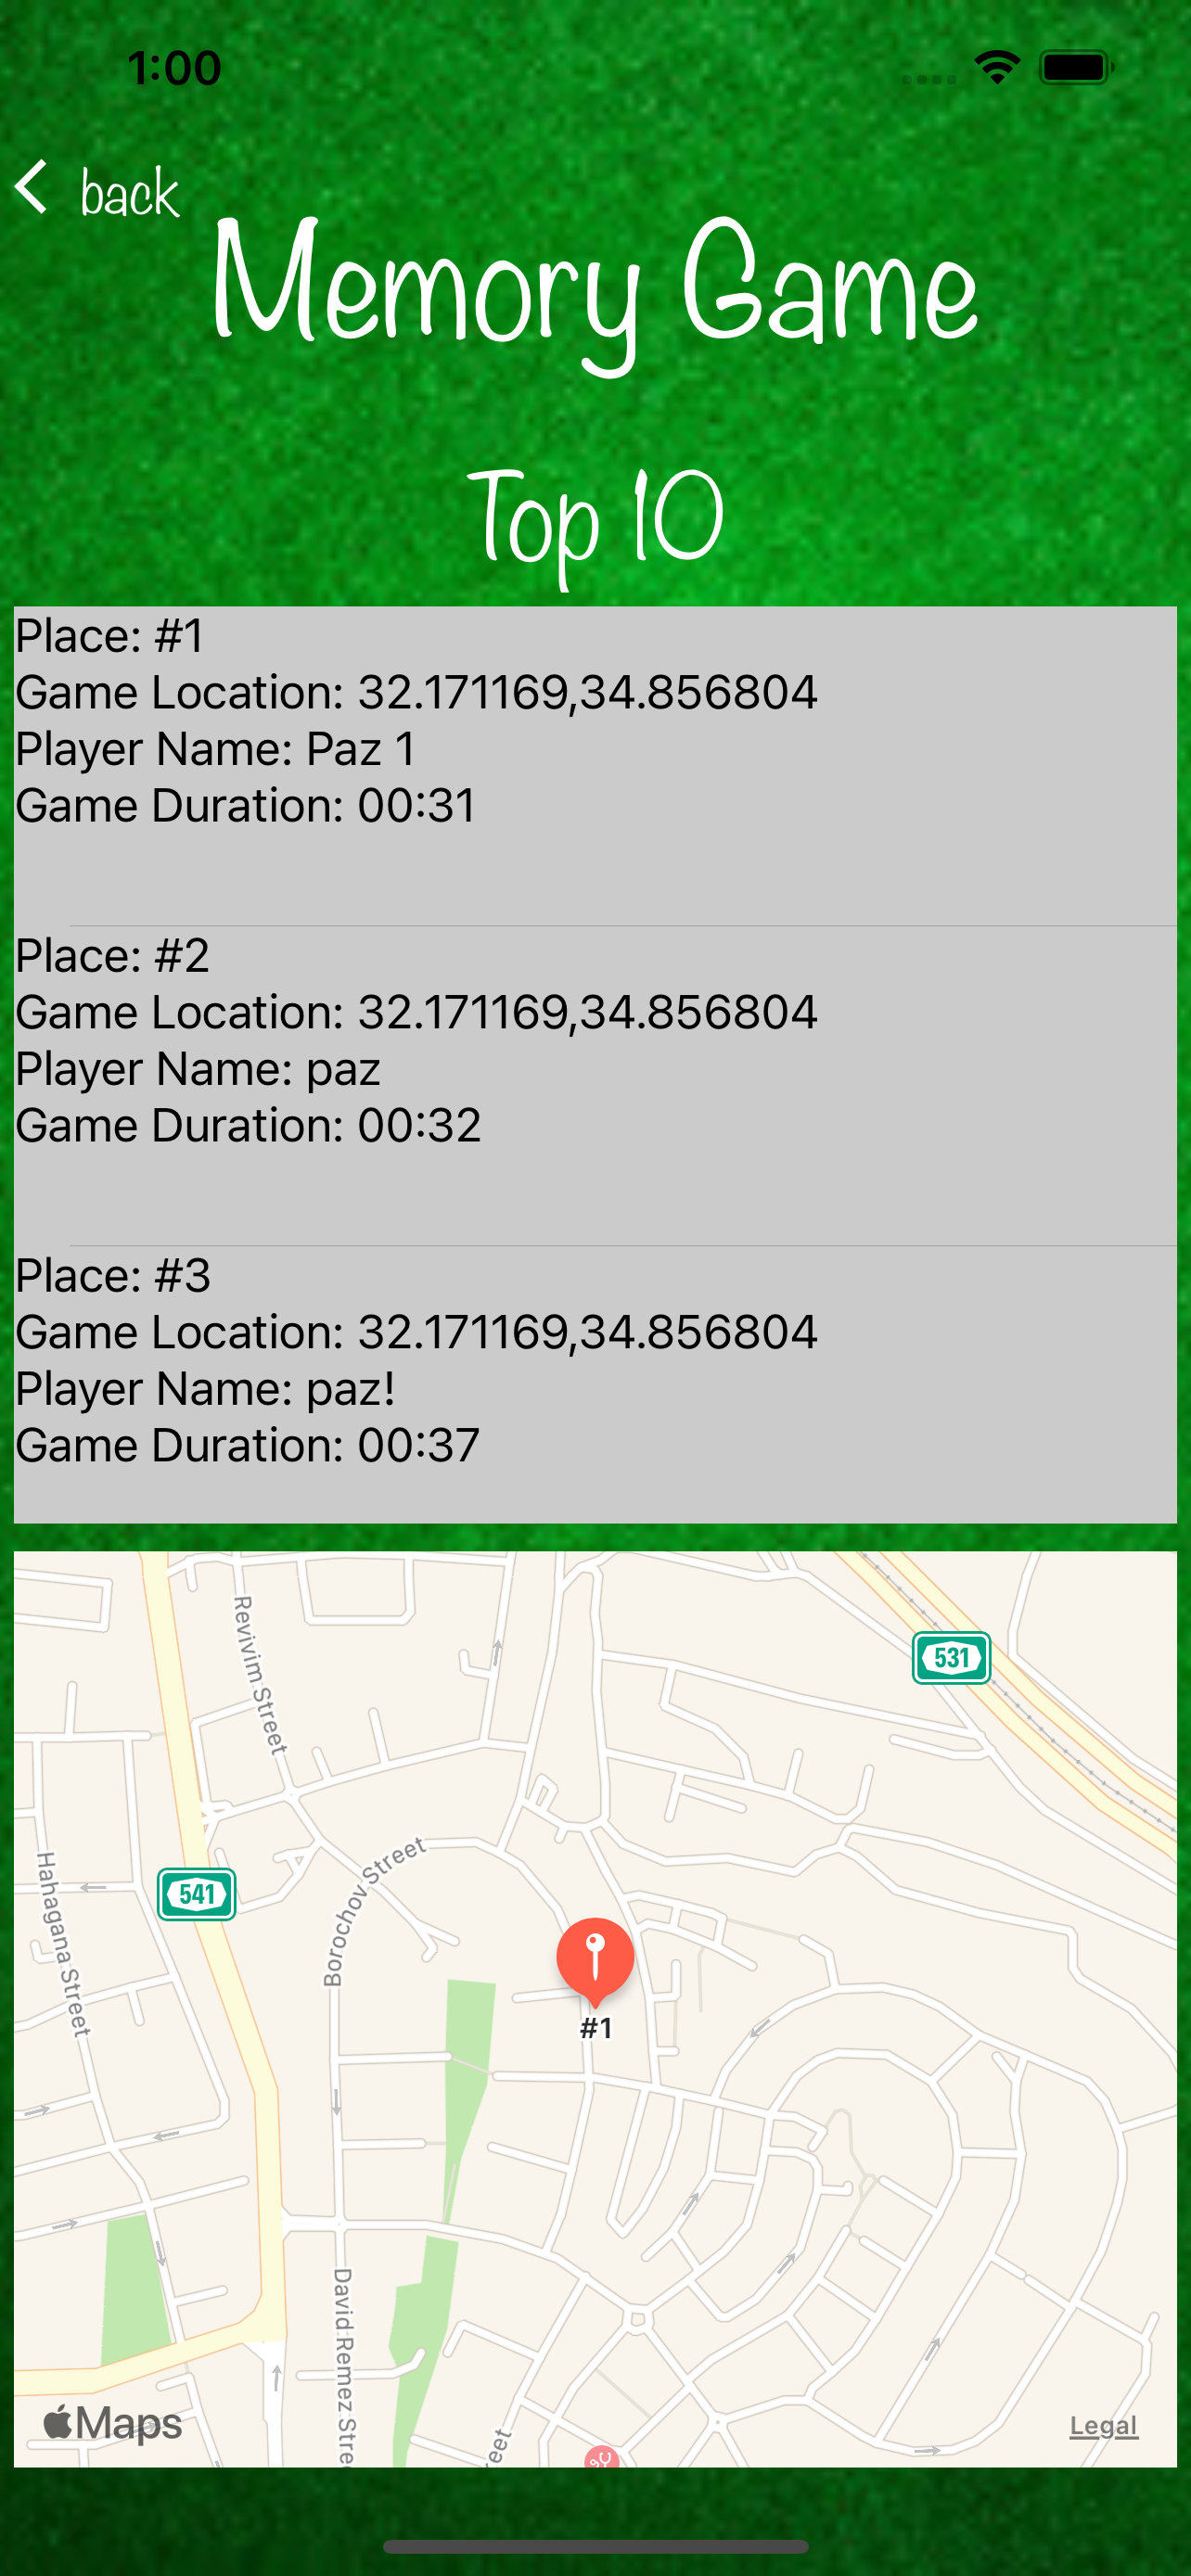 1:00
back
Memory Game
Top 10
Place: #1
Game Location: 32.171169,34.856804
Player Name: Paz 1
Game Duration: 00:31
Place: #2
Game Location: 32.171169,34.856804
Player Name: paz
Game Duration: 00:32
Place: #3
Game Location: 32.171169,34.856804
Player Name: paz!
Game Duration: 00:37
Revivim Street
531
Borochov Street
Hahagana Street
541
#1
David Remez Stre
eet
Maps
Legal